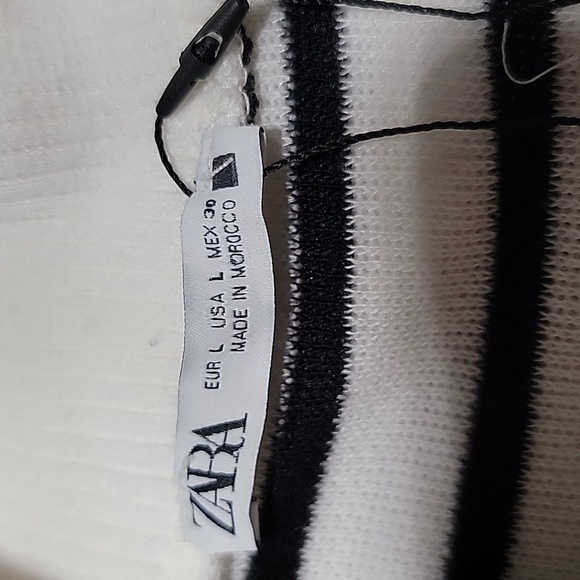 ZARA
EUR L USA L MEX 30
MADE IN MOROCCO